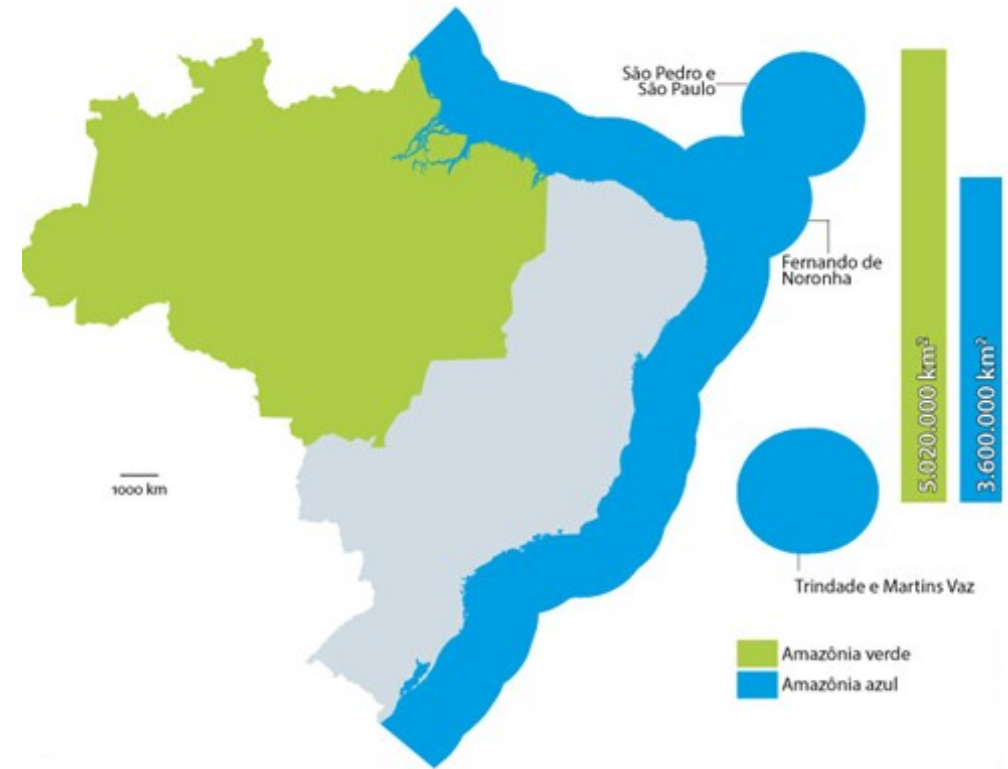 São Pedro e
São Paulo
Fernando de
Noronha
5.020.000 km²
3.600.000 km²
1000 km
Trindade e Martins Vaz
Amazônia verde
Amazônia azul